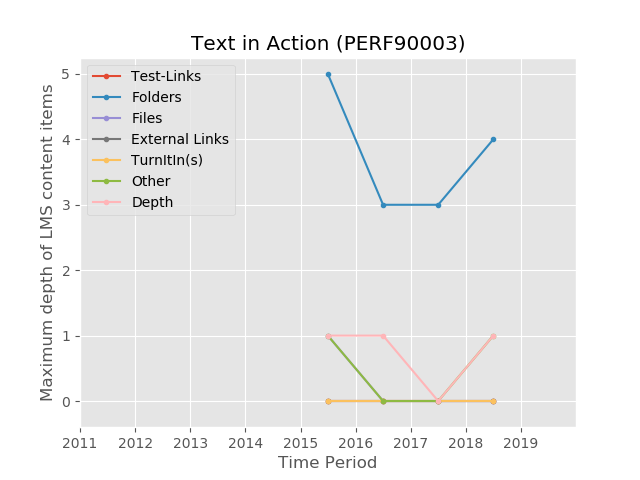 Text in Action (PERF90003)
Test-Links
Folders
Files
External Links
TurnItIn(s)
Other
Depth
Maximum depth of LMS content items
5
4
3
2
1
0
2011 2012 2013 2014 2015 2016 2017 2018 2019
Time Period